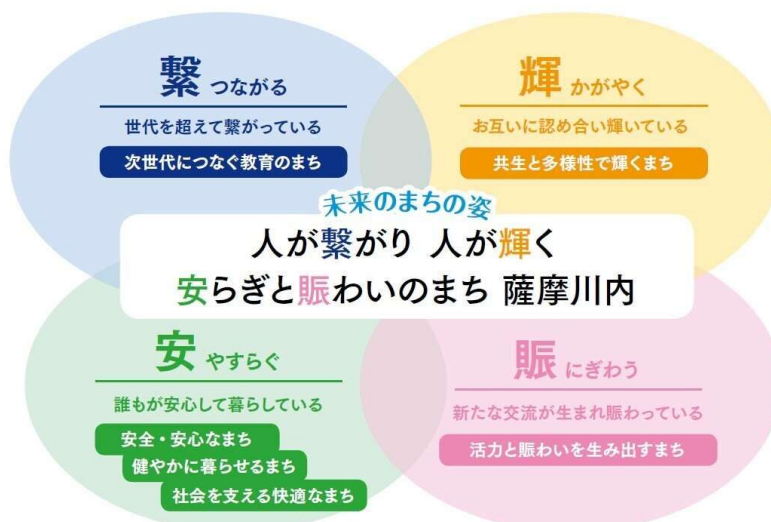 繋 つながる
世代を超えて繋がっている
次世代につなぐ教育のまち
輝 かがやく
お互いに認め合い輝いている
共生と多様性で輝くまち
未来のまちの姿
人が繋がり 人が輝く
安らぎと賑わいのまち 薩摩川内
安 やすらぐ
誰もが安心して暮らしている
安全・安心なまち
健やかに暮らせるまち
社会を支える快適なまち
賑 にぎわう
新たな交流が生まれ賑わっている
活力と賑わいを生み出すまち